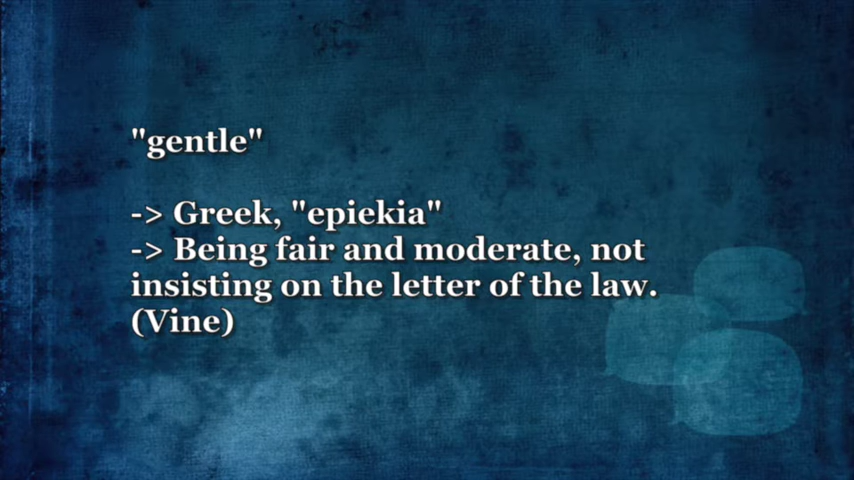 "gentle"
-> Greek, "epiekia"
-> Being fair and moderate, not
insisting on the letter of the law.
(Vine)